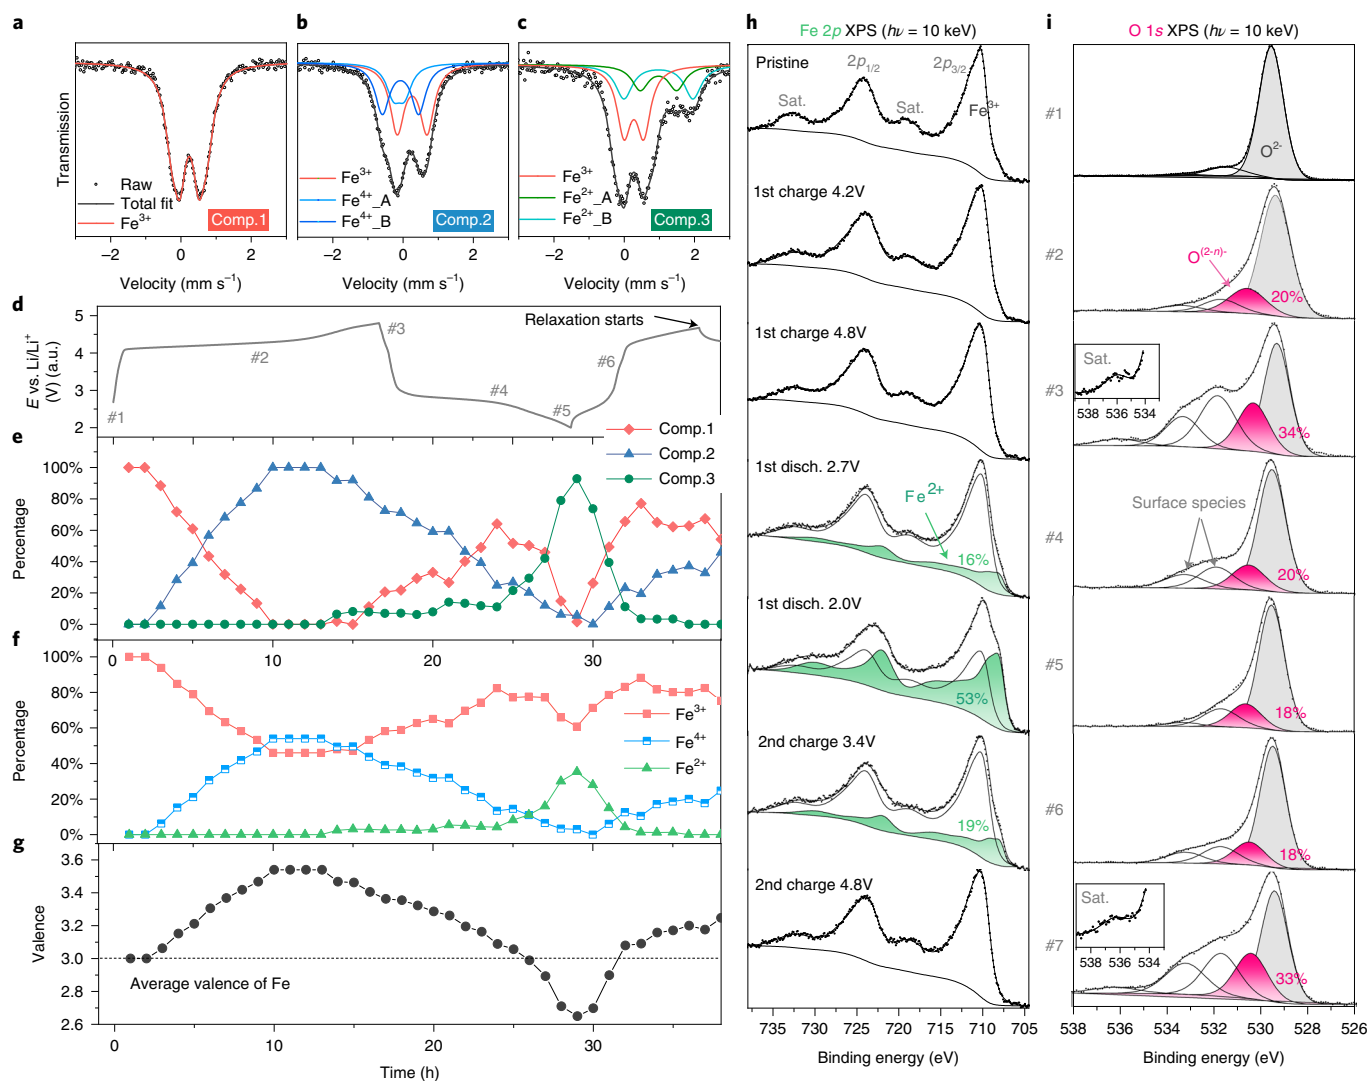 a
Transmission
Raw
Total fit
Fe³⁺
Comp.1
−2 0 2
Velocity (mm s⁻¹)
b
Fe³⁺
Fe⁴⁺_A
Fe⁴⁺_B
Comp.2
−2 0 2
Velocity (mm s⁻¹)
c
Fe³⁺
Fe²⁺_A
Fe²⁺_B
Comp.3
−2 0 2
Velocity (mm s⁻¹)
d
E vs. Li/Li⁺
(V) (a.u.)
5
4
3
2
#1
#2
#3
#4
#5
#6
Relaxation starts
e
Percentage
100%
80%
60%
40%
20%
0%
Comp.1
Comp.2
Comp.3
0 10 20 30
f
Percentage
100%
80%
60%
40%
20%
0%
Fe³⁺
Fe⁴⁺
Fe²⁺
g
Valence
3.6
3.4
3.2
3.0
2.8
2.6
Average valence of Fe
0 10 20 30
Time (h)
h
Fe 2p XPS (hν = 10 keV)
Pristine
2p₁/₂
2p₃/₂
Sat.
Sat.
Fe³⁺
1st charge 4.2V
1st charge 4.8V
1st disch. 2.7V
Fe²⁺
16%
1st disch. 2.0V
53%
2nd charge 3.4V
19%
2nd charge 4.8V
735 730 725 720 715 710 705
Binding energy (eV)
i
O 1s XPS (hν = 10 keV)
#1
O²⁻
#2
O⁽²⁻ⁿ⁾⁻
20%
#3
Sat.
538 536 534
34%
#4
Surface species
20%
#5
18%
#6
18%
#7
Sat.
538 536 534
33%
538 536 534 532 530 528 526
Binding energy (eV)